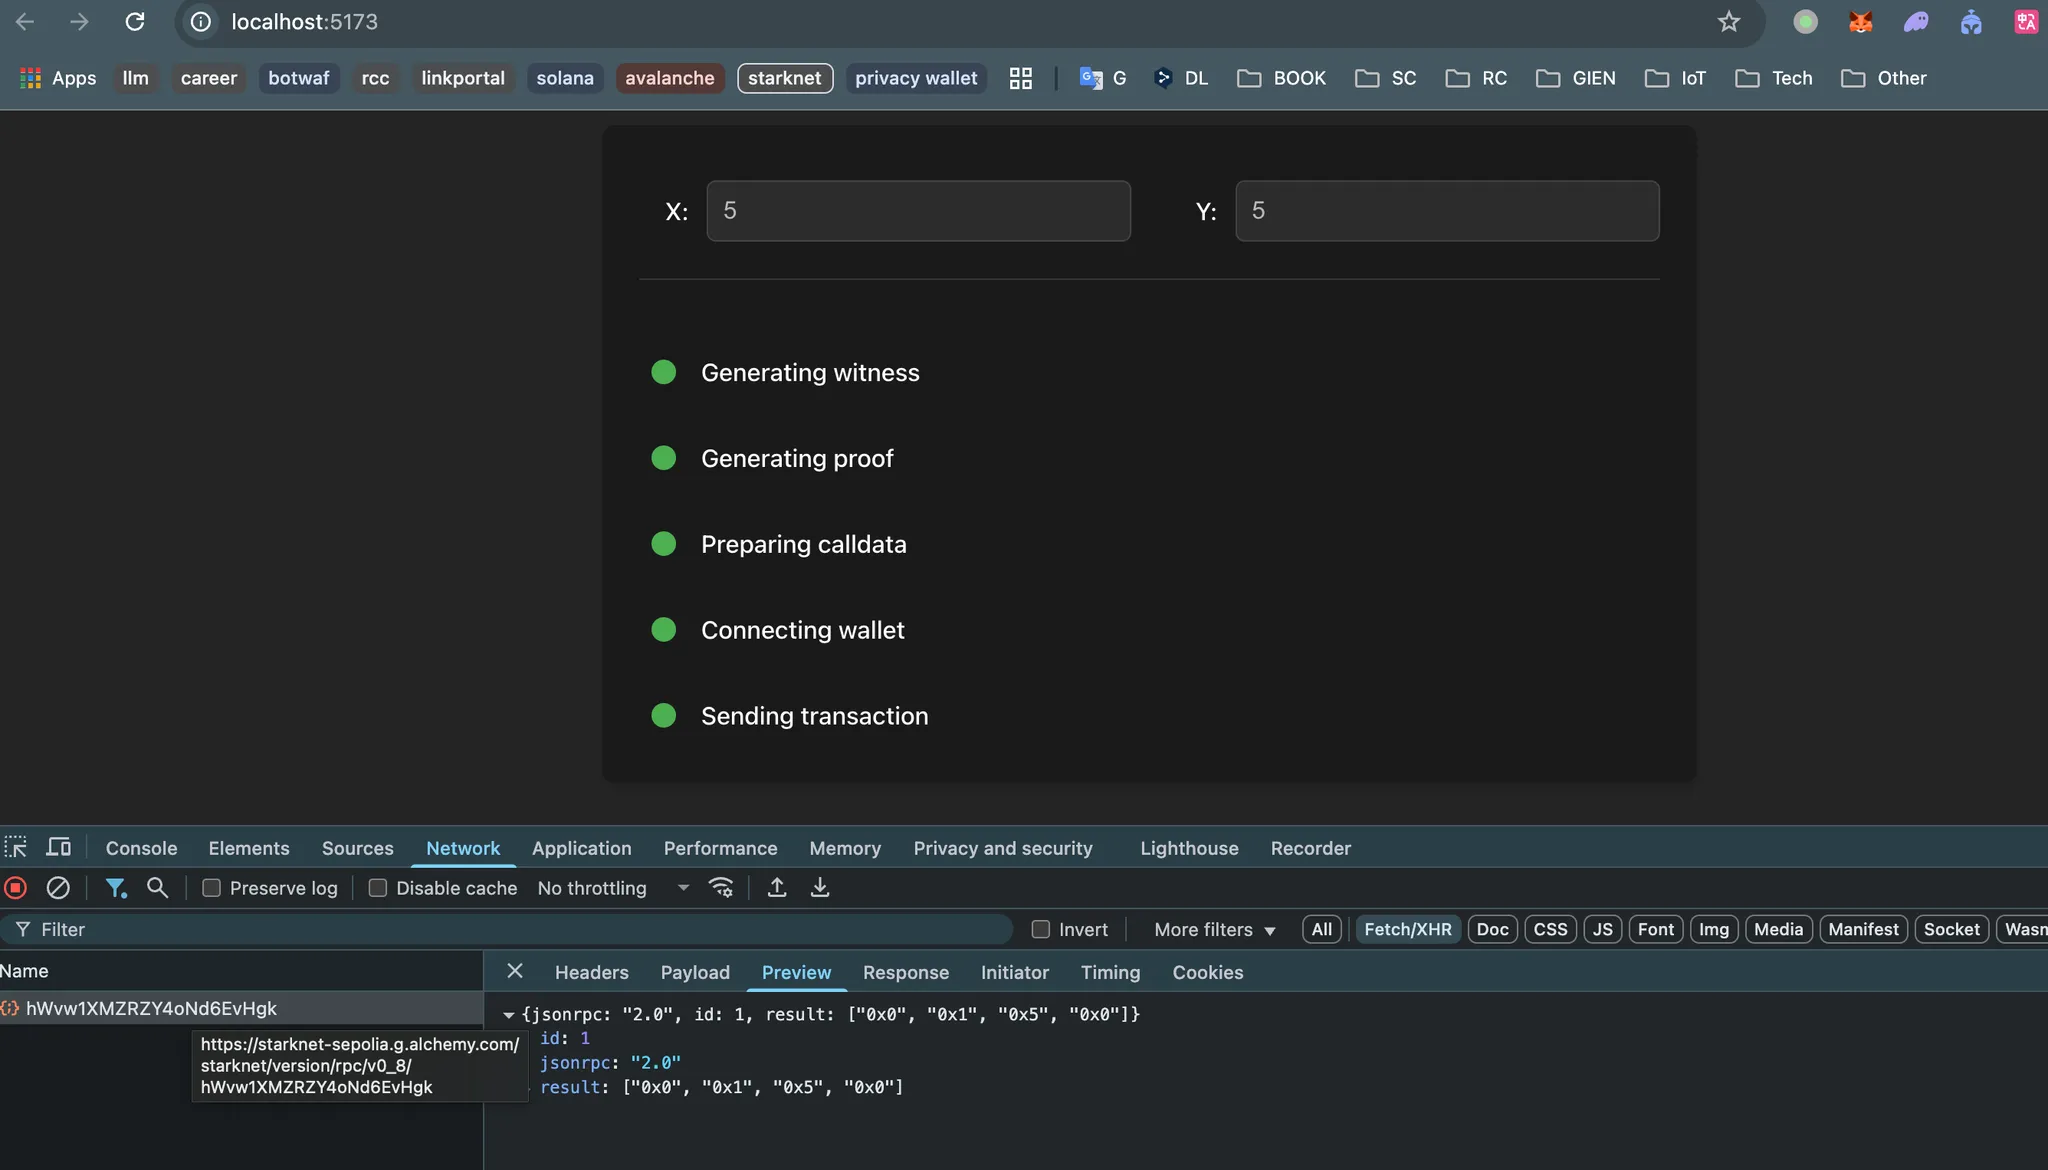 localhost:5173
Apps llm career botwaf rcc linkportal solana avalanche starknet privacy wallet G DL BOOK SC RC GIEN IoT Tech Other
X: 5 Y: 5
Generating witness
Generating proof
Preparing calldata
Connecting wallet
Sending transaction
Console Elements Sources Network Application Performance Memory Privacy and security Lighthouse Recorder
Preserve log Disable cache No throttling
Filter Invert More filters All Fetch/XHR Doc CSS JS Font Img Media Manifest Socket Wasm
Name Headers Payload Preview Response Initiator Timing Cookies
hWvw1XMZRZY4oNd6EvHgk
{jsonrpc: "2.0", id: 1, result: ["0x0", "0x1", "0x5", "0x0"]}
id: 1
jsonrpc: "2.0"
result: ["0x0", "0x1", "0x5", "0x0"]
https://starknet-sepolia.g.alchemy.com/
starknet/version/rpc/v0_8/
hWvw1XMZRZY4oNd6EvHgk